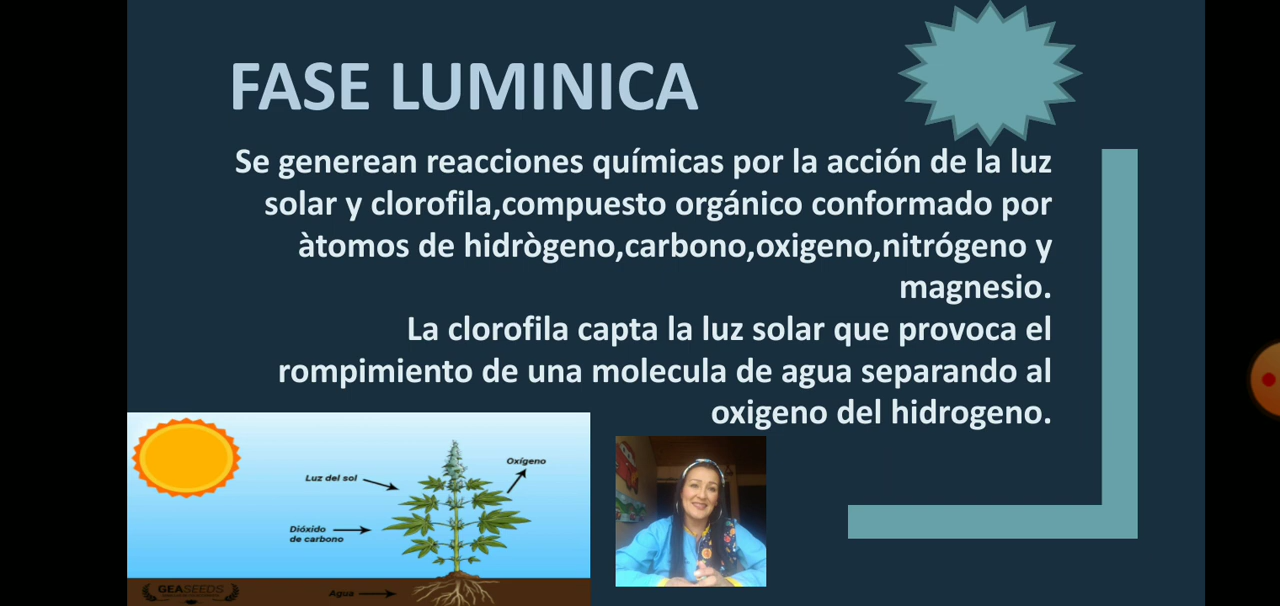 FASE LUMINICA
Se generean reacciones químicas por la acción de la luz
solar y clorofila,compuesto orgánico conformado por
àtomos de hidrògeno,carbono,oxigeno,nitrógeno y
magnesio.
La clorofila capta la luz solar que provoca el
rompimiento de una molecula de agua separando al
oxigeno del hidrogeno.
Oxígeno
Luz del sol
Dióxido
de carbono
GEASEEDS
Agua